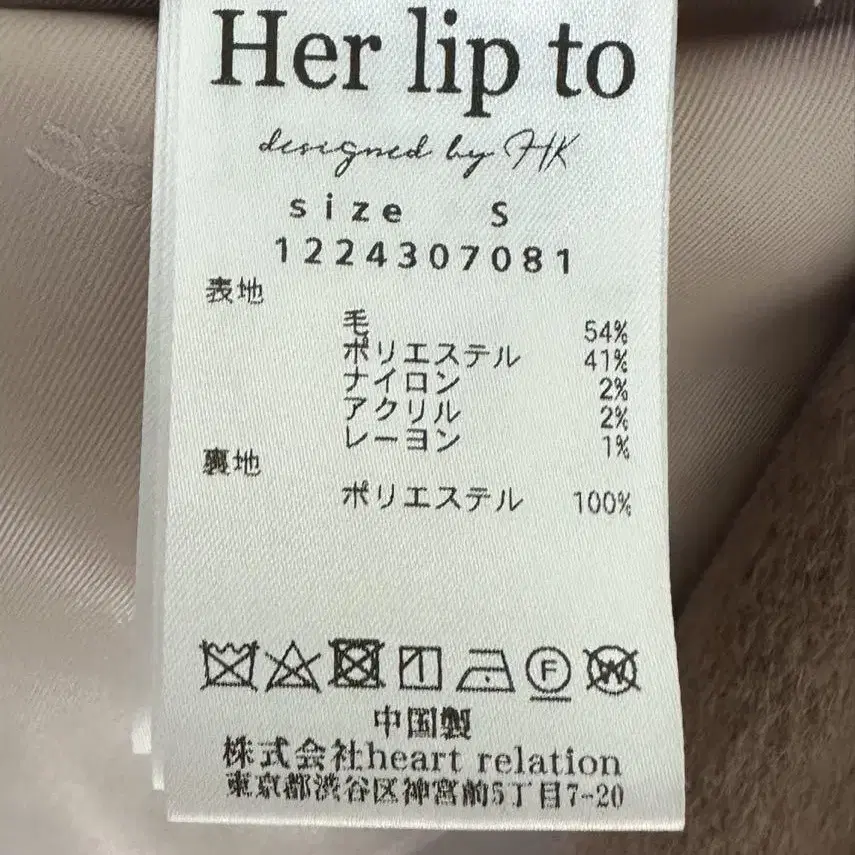 Her lip to
designed by HK
size S
1224307081
表地
毛 54%
ポリエステル 41%
ナイロン 2%
アクリル 2%
レーヨン 1%
裏地
ポリエステル 100%
F W
中国製
株式会社heart relation
東京都渋谷区神宮前5丁目7-20